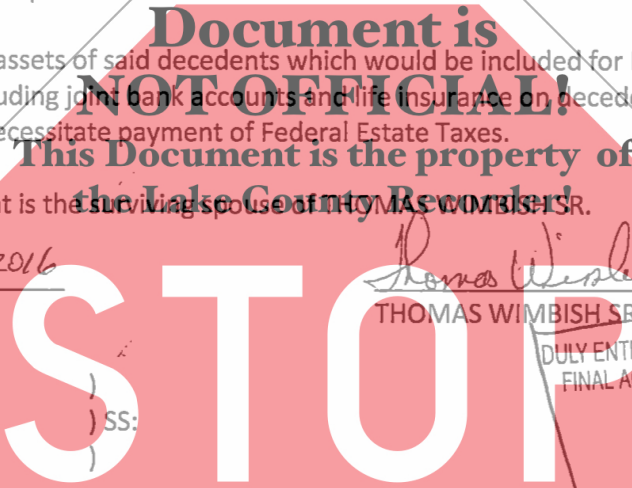 Document is
assets of said decedents which would be included for
NOT OFFICIAL!
uding joint bank accounts and life insurance on deced
ecessitate payment of Federal Estate Taxes.
This Document is the property of
the Lake County Recorder!
t is the surviving spouse of THOMAS WIMBISH SR.
2016
Thomas
THOMAS WIMBISH SR
DULY ENT
FINAL A
STOP
)
) SS:
)